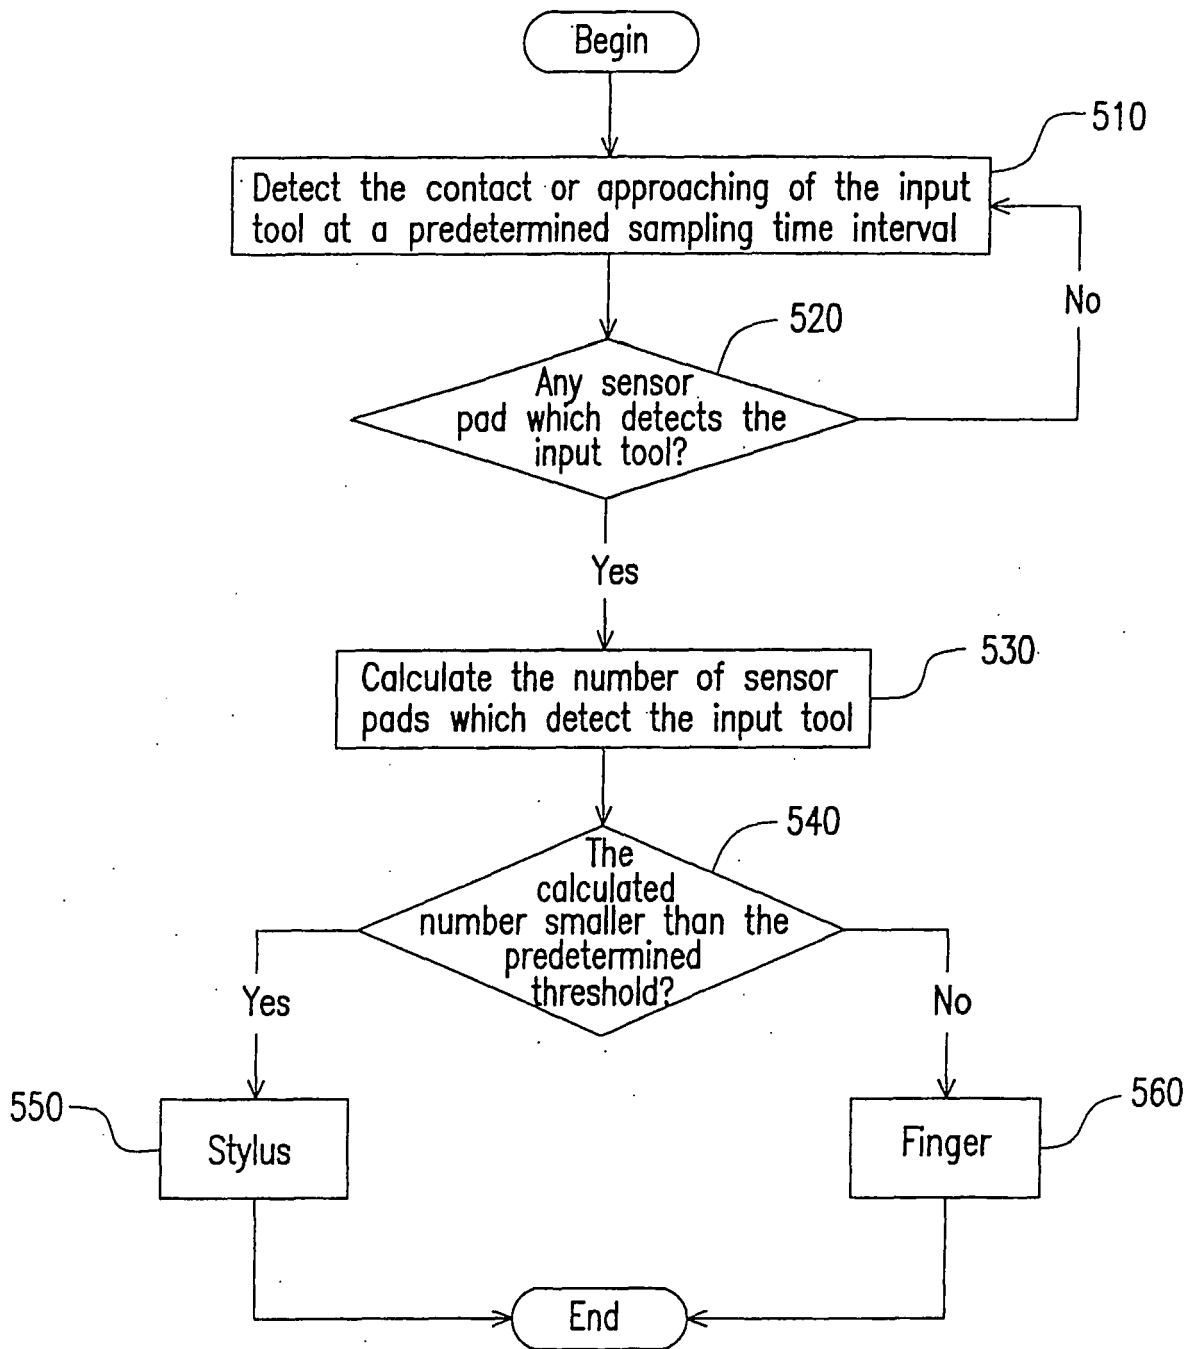 Begin
510
Detect the contact or approaching of the input
tool at a predetermined sampling time interval
No
520
Any sensor
pad which detects the
input tool?
Yes
530
Calculate the number of sensor
pads which detect the input tool
540
The
calculated
number smaller than the
predetermined
threshold?
Yes
No
550
Stylus
560
Finger
End